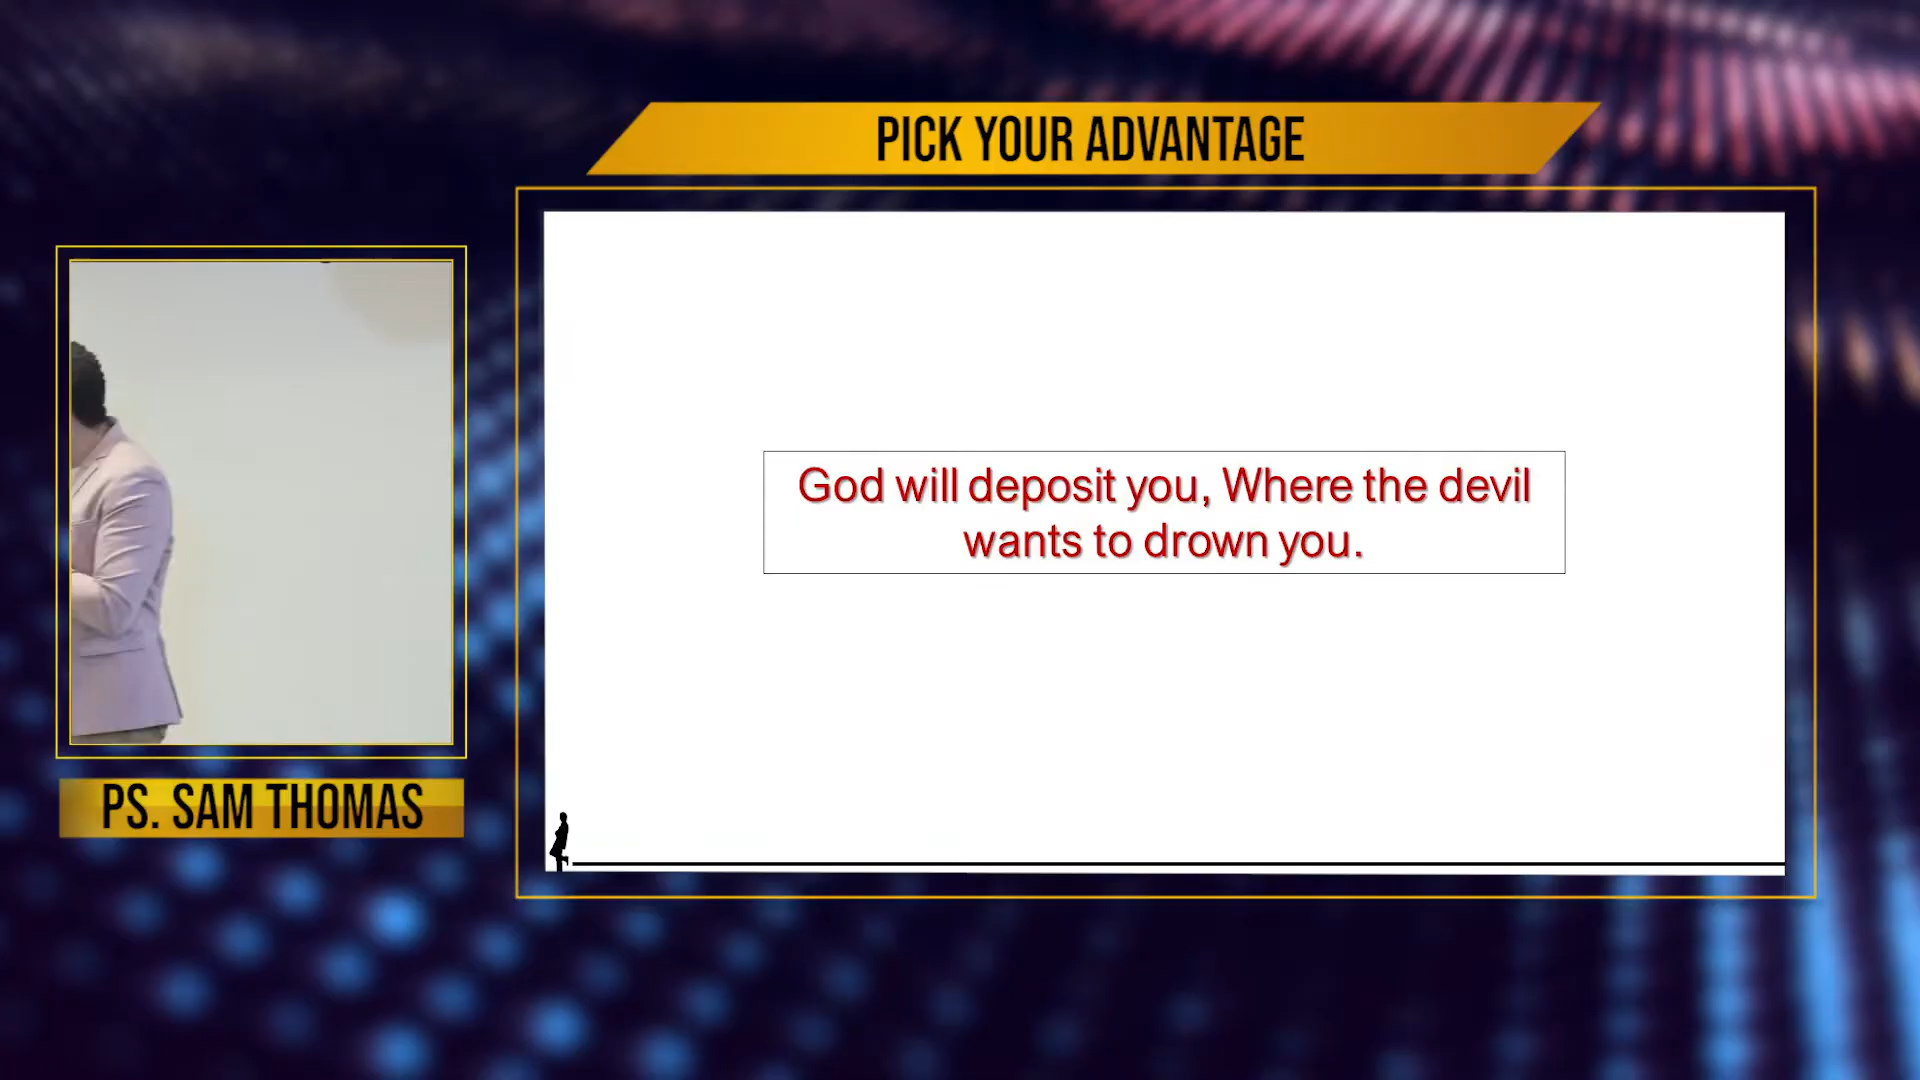 PICK YOUR ADVANTAGE
God will deposit you, Where the devil
wants to drown you.
PS. SAM THOMAS